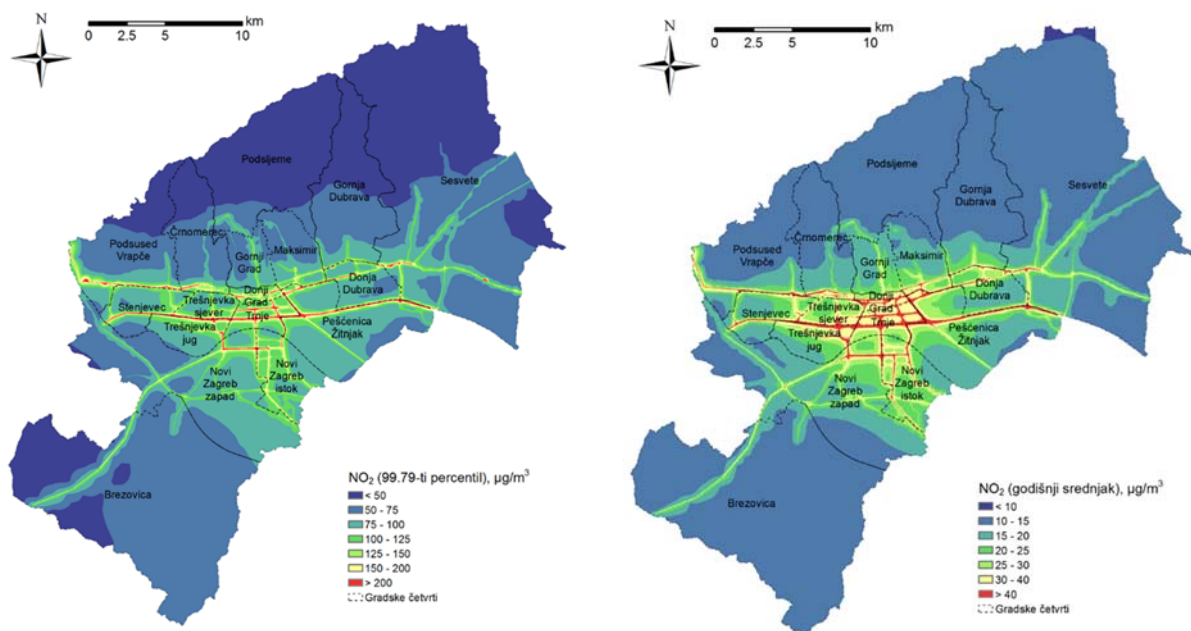 N
km
0 2.5 5 10
Podsljeme
Gornja
Dubrava
Sesvete
Podsused
Vrapče
Črnomerec
Gornji
Grad
Maksimir
Donja
Dubrava
Stenjevec
Trešnjevka
sjever
Donji
Grad
Trnje
Trešnjevka
jug
Peščenica
Žitnjak
Novi
Zagreb
zapad
Novi
Zagreb
istok
Brezovica
NO₂ (99.79-ti percentil), µg/m³
< 50
50 - 75
75 - 100
100 - 125
125 - 150
150 - 200
> 200
Gradske četvrti
N
km
0 2.5 5 10
Podsljeme
Gornja
Dubrava
Sesvete
Podsused
Vrapče
Črnomerec
Gornji
Grad
Maksimir
Donja
Dubrava
Stenjevec
Trešnjevka
sjever
Donji
Grad
Trnje
Trešnjevka
jug
Peščenica
Žitnjak
Novi
Zagreb
zapad
Novi
Zagreb
istok
Brezovica
NO₂ (godišnji srednjak), µg/m³
< 10
10 - 15
15 - 20
20 - 25
25 - 30
30 - 40
> 40
Gradske četvrti